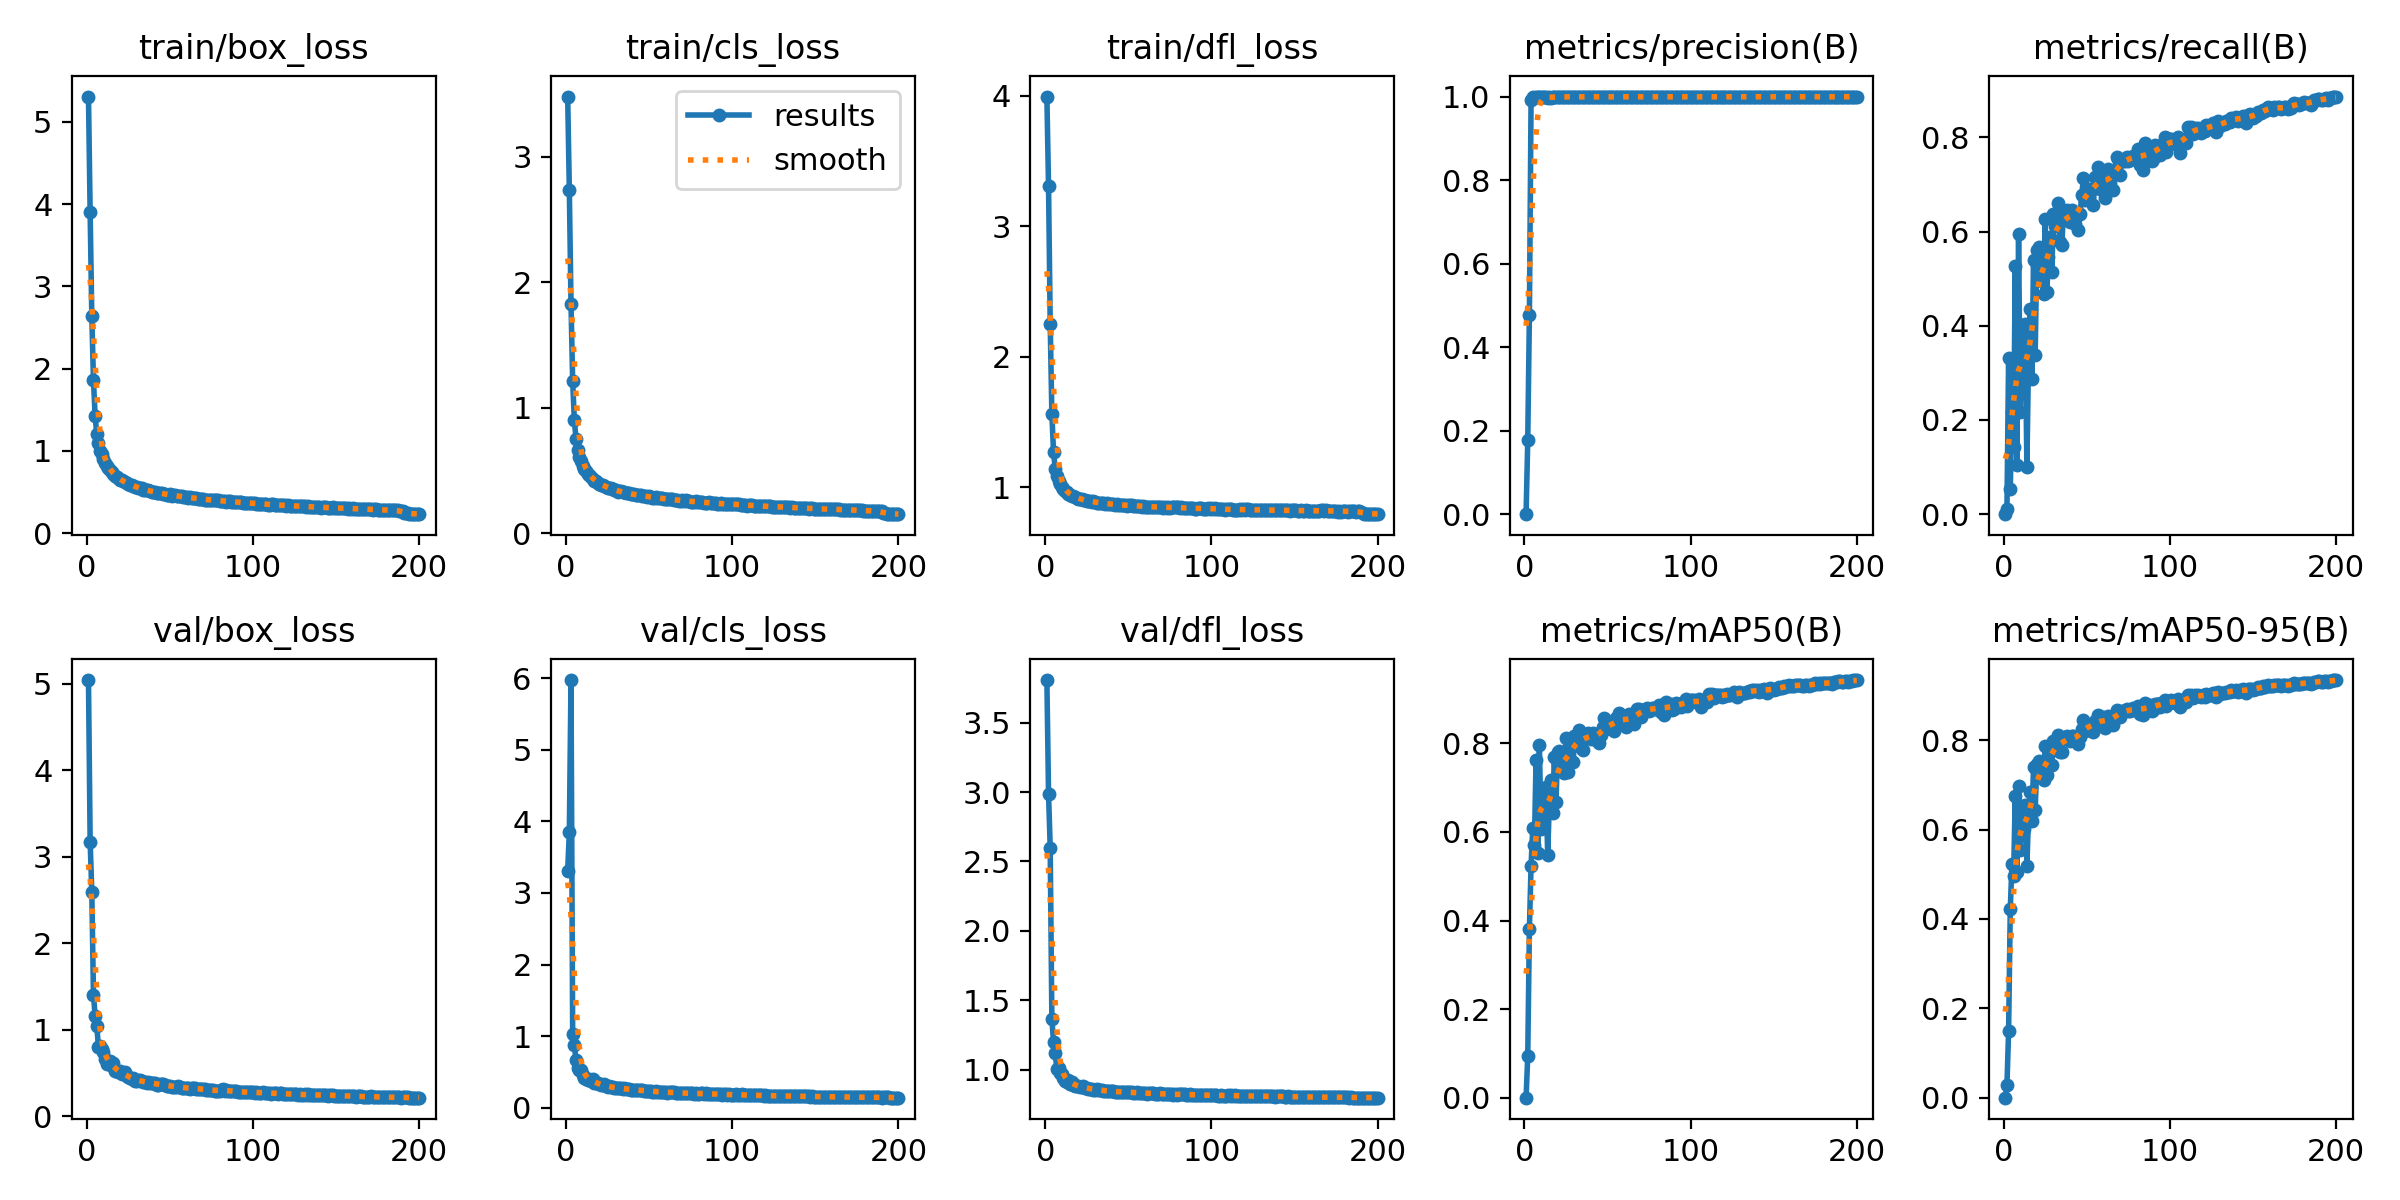 train/box_loss
train/cls_loss
train/dfl_loss
metrics/precision(B)
metrics/recall(B)
5
4
3
2
1
0
0 100 200
results
smooth
3
2
1
0
0 100 200
4
3
2
1
0 100 200
1.0
0.8
0.6
0.4
0.2
0.0
0 100 200
0.8
0.6
0.4
0.2
0.0
0 100 200
val/box_loss
val/cls_loss
val/dfl_loss
metrics/mAP50(B)
metrics/mAP50-95(B)
5
4
3
2
1
0
0 100 200
6
5
4
3
2
1
0
0 100 200
3.5
3.0
2.5
2.0
1.5
1.0
0 100 200
0.8
0.6
0.4
0.2
0.0
0 100 200
0.8
0.6
0.4
0.2
0.0
0 100 200